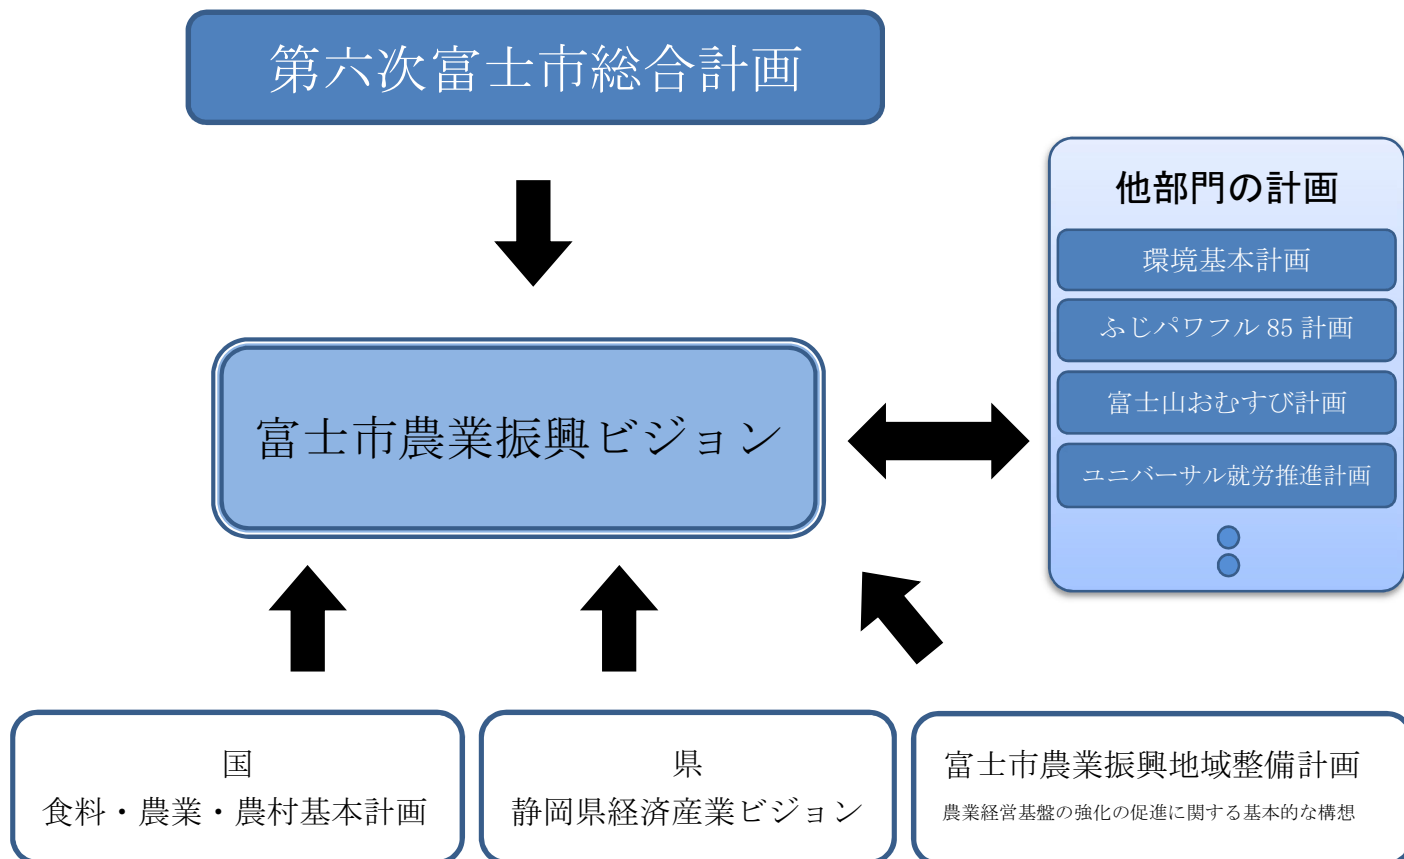 第六次富士市総合計画
他部門の計画
環境基本計画
ふじパワフル 85 計画
富士山おむすび計画
ユニバーサル就労推進計画
富士市農業振興ビジョン
国
食料・農業・農村基本計画
県
静岡県経済産業ビジョン
富士市農業振興地域整備計画
農業経営基盤の強化の促進に関する基本的な構想